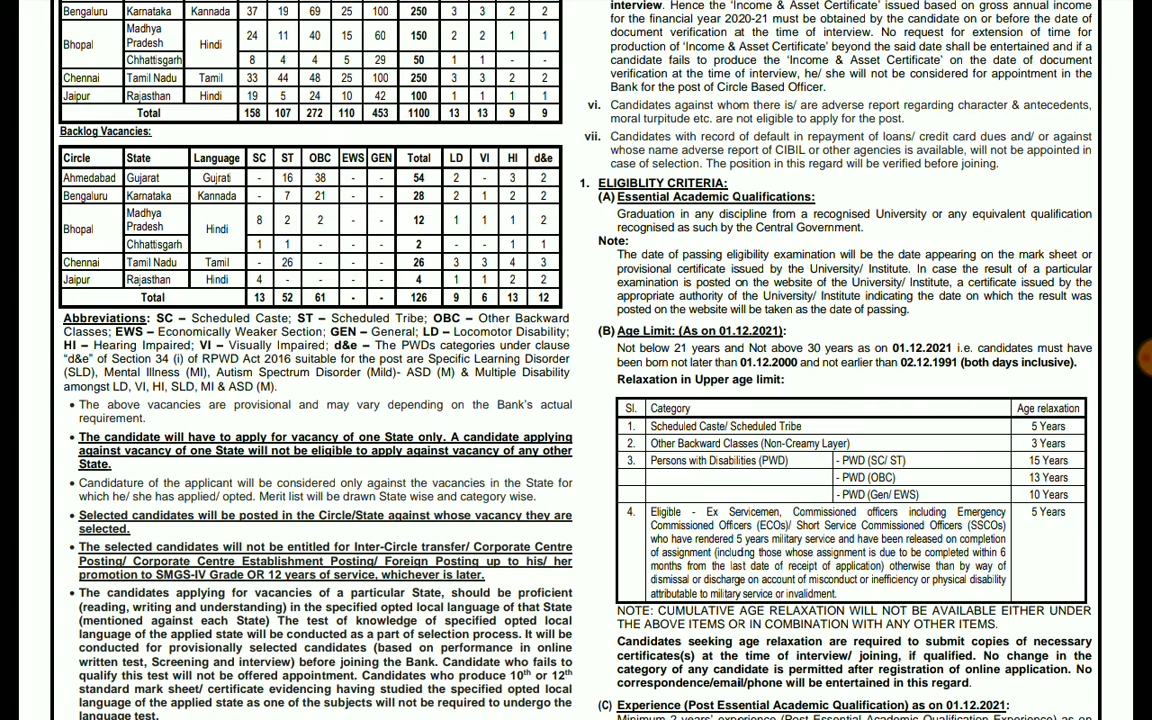 Bengaluru Karnataka Kannada 37 19 69 25 100 250 3 3 2 2
Bhopal Madhya Pradesh Hindi 24 11 40 15 60 150 2 2 1 1
Chhattisgarh 8 4 4 5 29 50 1 1 - -
Chennai Tamil Nadu Tamil 33 44 48 25 100 250 3 3 2 2
Jaipur Rajasthan Hindi 19 5 24 10 42 100 1 1 1 1
Total 158 107 272 110 453 1100 13 13 9 9
Backlog Vacancies:
Circle State Language SC ST OBC EWS GEN Total LD VI HI d&e
Ahmedabad Gujarat Gujrati - 16 38 - - 54 2 - 3 2
Bengaluru Karnataka Kannada - 7 21 - - 28 2 1 2 2
Bhopal Madhya Pradesh Hindi 8 2 2 - - 12 1 1 1 2
Chhattisgarh 1 1 - - - 2 - - 1 1
Chennai Tamil Nadu Tamil - 26 - - - 26 3 3 4 3
Jaipur Rajasthan Hindi 4 - - - - 4 1 1 2 2
Total 13 52 61 - - 126 9 6 13 12
Abbreviations: SC – Scheduled Caste; ST – Scheduled Tribe; OBC – Other Backward
Classes; EWS – Economically Weaker Section; GEN – General; LD – Locomotor Disability;
HI – Hearing Impaired; VI – Visually Impaired; d&e – The PWDs categories under clause
“d&e” of Section 34 (i) of RPWD Act 2016 suitable for the post are Specific Learning Disorder
(SLD), Mental Illness (MI), Autism Spectrum Disorder (Mild)- ASD (M) & Multiple Disability
amongst LD, VI, HI, SLD, MI & ASD (M).
• The above vacancies are provisional and may vary depending on the Bank's actual
requirement.
• The candidate will have to apply for vacancy of one State only. A candidate applying
against vacancy of one State will not be eligible to apply against vacancy of any other
State.
• Candidature of the applicant will be considered only against the vacancies in the State for
which he/ she has applied/ opted. Merit list will be drawn State wise and category wise.
• Selected candidates will be posted in the Circle/State against whose vacancy they are
selected.
• The selected candidates will not be entitled for Inter-Circle transfer/ Corporate Centre
Posting/ Corporate Centre Establishment Posting/ Foreign Posting up to his/ her
promotion to SMGS-IV Grade OR 12 years of service, whichever is later.
• The candidates applying for vacancies of a particular State, should be proficient
(reading, writing and understanding) in the specified opted local language of that State
(mentioned against each State) The test of knowledge of specified opted local
language of the applied state will be conducted as a part of selection process. It will be
conducted for provisionally selected candidates (based on performance in online
written test, Screening and interview) before joining the Bank. Candidate who fails to
qualify this test will not be offered appointment. Candidates who produce 10th or 12th
standard mark sheet/ certificate evidencing having studied the specified opted local
language of the applied state as one of the subjects will not be required to undergo the
language test.
interview. Hence the ‘Income & Asset Certificate’ issued based on gross annual income
for the financial year 2020-21 must be obtained by the candidate on or before the date of
document verification at the time of interview. No request for extension of time for
production of ‘Income & Asset Certificate’ beyond the said date shall be entertained and if a
candidate fails to produce the ‘Income & Asset Certificate’ on the date of document
verification at the time of interview, he/ she will not be considered for appointment in the
Bank for the post of Circle Based Officer.
vi. Candidates against whom there is/ are adverse report regarding character & antecedents,
moral turpitude etc. are not eligible to apply for the post.
vii. Candidates with record of default in repayment of loans/ credit card dues and/ or against
whose name adverse report of CIBIL or other agencies is available, will not be appointed in
case of selection. The position in this regard will be verified before joining.
1. ELIGIBLITY CRITERIA:
(A) Essential Academic Qualifications:
Graduation in any discipline from a recognised University or any equivalent qualification
recognised as such by the Central Government.
Note:
The date of passing eligibility examination will be the date appearing on the mark sheet or
provisional certificate issued by the University/ Institute. In case the result of a particular
examination is posted on the website of the University/ Institute, a certificate issued by the
appropriate authority of the University/ Institute indicating the date on which the result was
posted on the website will be taken as the date of passing.
(B) Age Limit: (As on 01.12.2021):
Not below 21 years and Not above 30 years as on 01.12.2021 i.e. candidates must have
been born not later than 01.12.2000 and not earlier than 02.12.1991 (both days inclusive).
Relaxation in Upper age limit:
Sl. Category Age relaxation
1. Scheduled Caste/ Scheduled Tribe 5 Years
2. Other Backward Classes (Non-Creamy Layer) 3 Years
3. Persons with Disabilities (PWD) - PWD (SC/ ST) 15 Years
- PWD (OBC) 13 Years
- PWD (Gen/ EWS) 10 Years
4. Eligible - Ex Servicemen, Commissioned officers including Emergency 5 Years
Commissioned Officers (ECOs)/ Short Service Commissioned Officers (SSCOs)
who have rendered 5 years military service and have been released on completion
of assignment (including those whose assignment is due to be completed within 6
months from the last date of receipt of application) otherwise than by way of
dismissal or discharge on account of misconduct or inefficiency or physical disability
attributable to military service or invalidment.
NOTE: CUMULATIVE AGE RELAXATION WILL NOT BE AVAILABLE EITHER UNDER
THE ABOVE ITEMS OR IN COMBINATION WITH ANY OTHER ITEMS.
Candidates seeking age relaxation are required to submit copies of necessary
certificates(s) at the time of interview/ joining, if qualified. No change in the
category of any candidate is permitted after registration of online application. No
correspondence/email/phone will be entertained in this regard.
(C) Experience (Post Essential Academic Qualification) as on 01.12.2021:
Minimum 2 years' experience (Post Essential Academic Qualification Experience) as on